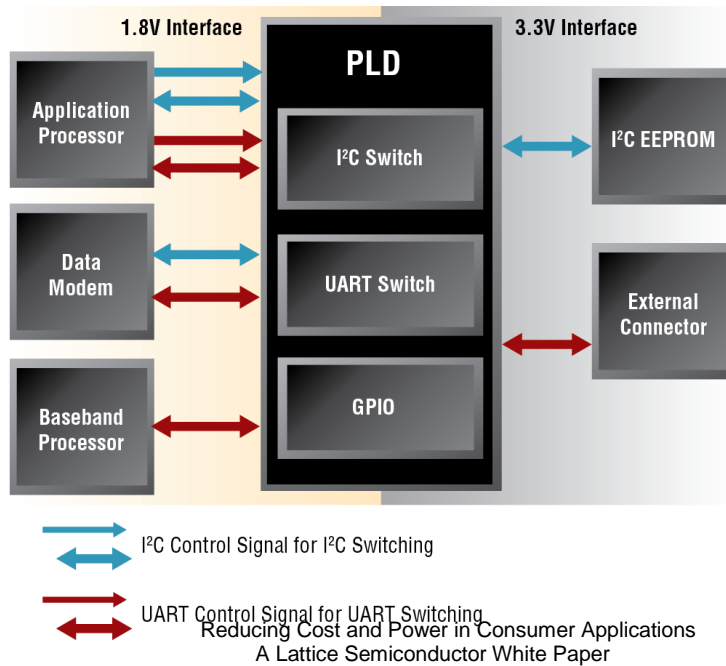 1.8V Interface
3.3V Interface
PLD
Application
Processor
I²C Switch
I²C EEPROM
Data
Modem
UART Switch
External
Connector
Baseband
Processor
GPIO
I²C Control Signal for I²C Switching
UART Control Signal for UART Switching
Reducing Cost and Power in Consumer Applications
A Lattice Semiconductor White Paper